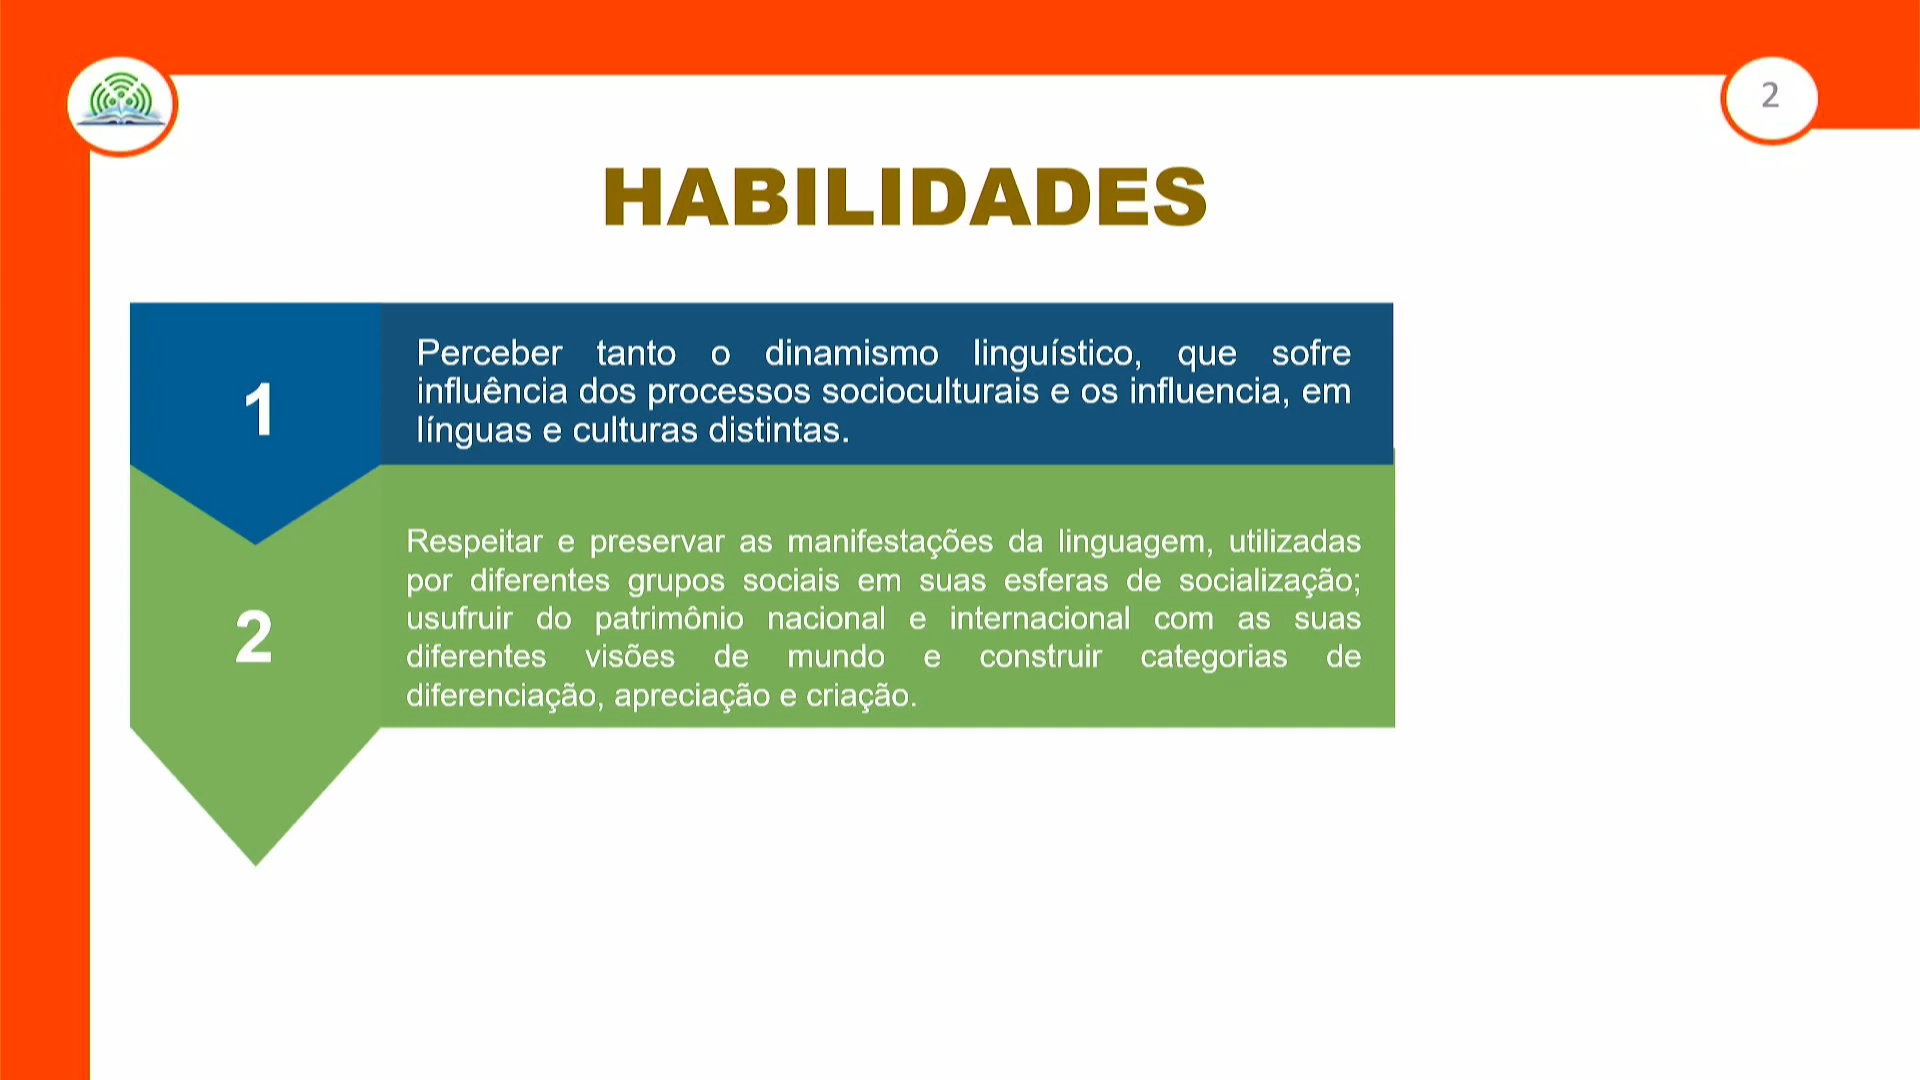 2
HABILIDADES
1
Perceber tanto o dinamismo linguístico, que sofre
influência dos processos socioculturais e os influencia, em
línguas e culturas distintas.
2
Respeitar e preservar as manifestações da linguagem, utilizadas
por diferentes grupos sociais em suas esferas de socialização;
usufruir do patrimônio nacional e internacional com as suas
diferentes visões de mundo e construir categorias de
diferenciação, apreciação e criação.